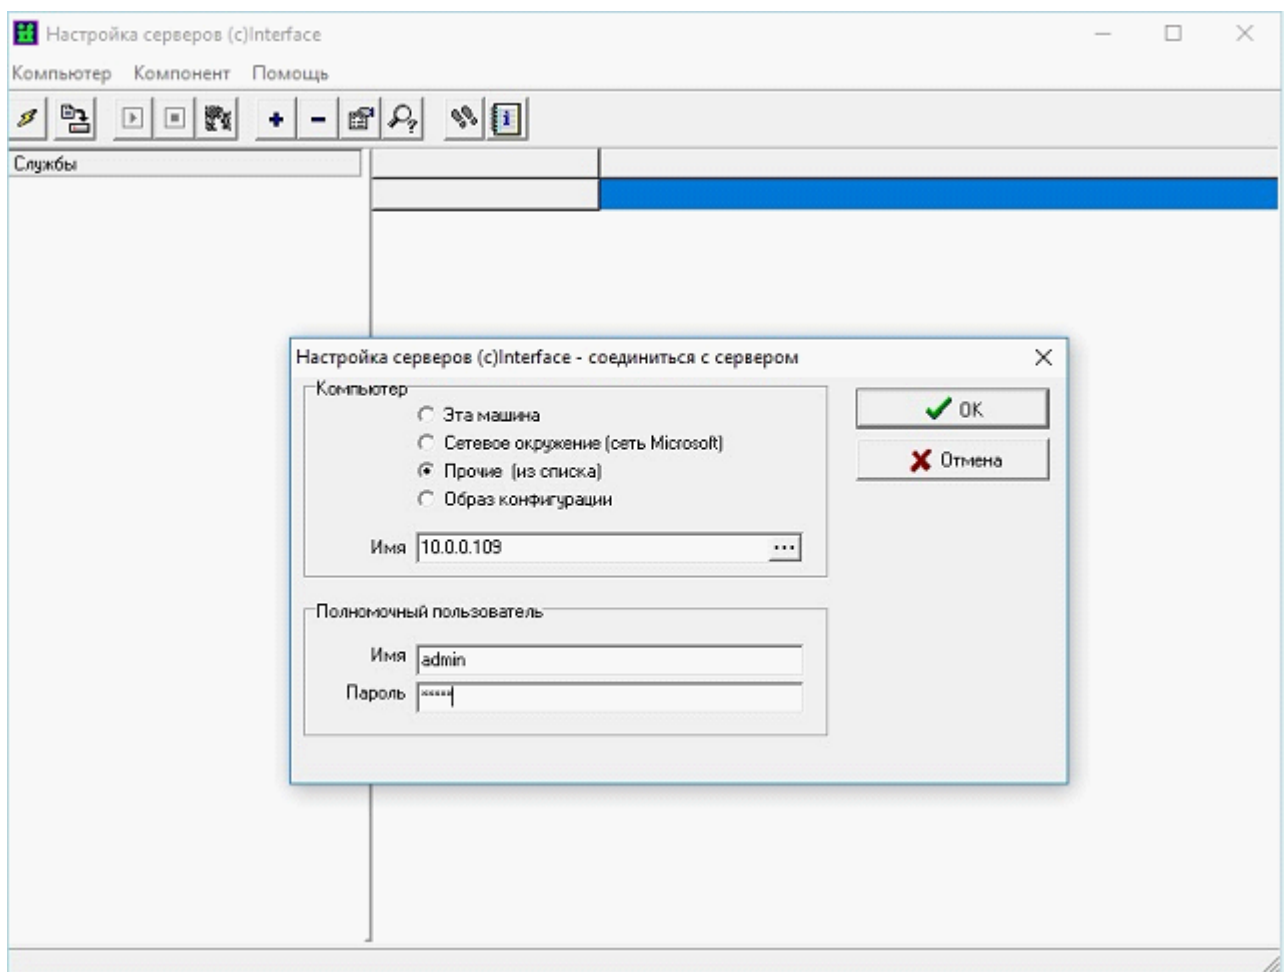 Настройка серверов (c)Interface
Компьютер Компонент Помощь
Службы
Настройка серверов (c)Interface - соединиться с сервером
Компьютер
Эта машина
Сетевое окружение (сеть Microsoft)
Прочие (из списка)
Образ конфигурации
Имя 10.0.0.109 ...
OK
Отмена
Полномочный пользователь
Имя admin
Пароль *****